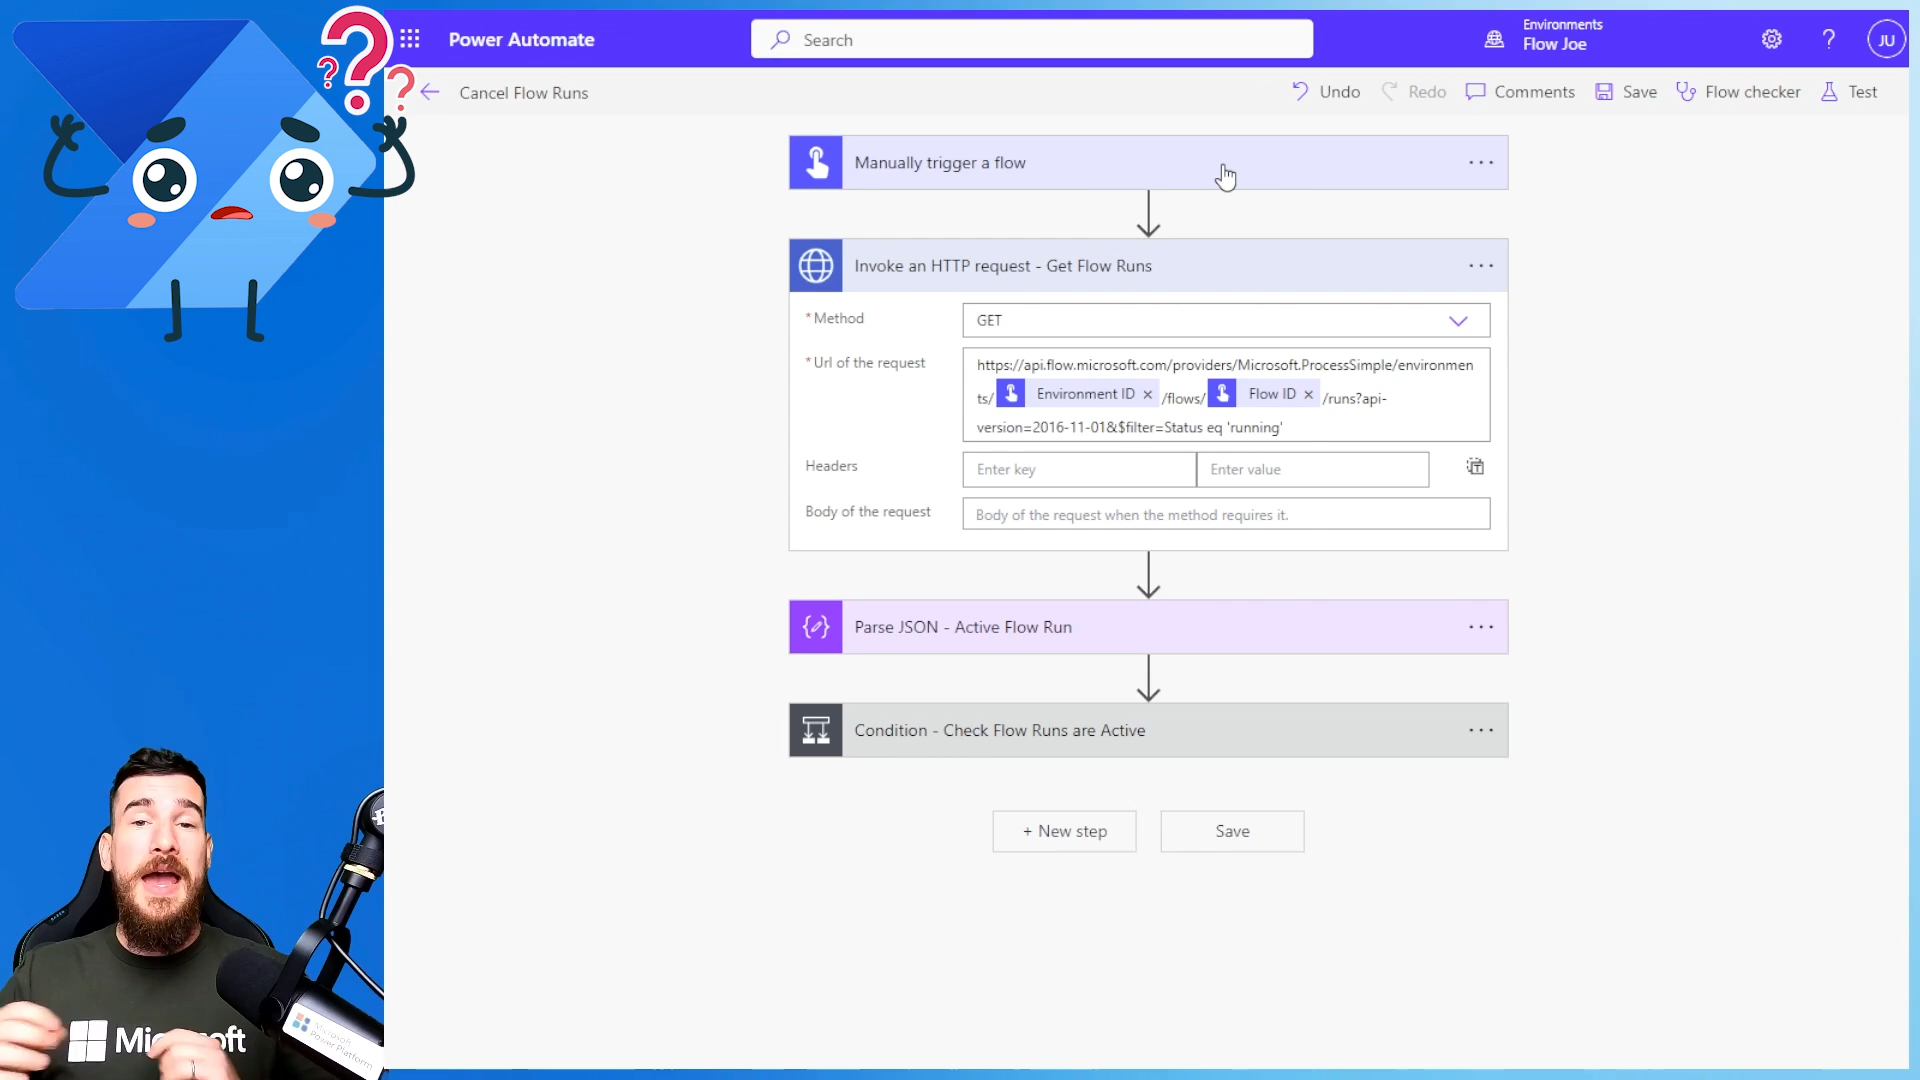 Power Automate
Search
Environments
Flow Joe
?
JU
Cancel Flow Runs
Undo
Redo
Comments
Save
Flow checker
Test
Manually trigger a flow
Invoke an HTTP request - Get Flow Runs
* Method
GET
* Url of the request
https://api.flow.microsoft.com/providers/Microsoft.ProcessSimple/environmen
ts/ Environment ID × /flows/ Flow ID × /runs?api-
version=2016-11-01&$filter=Status eq 'running'
Headers
Enter key
Enter value
Body of the request
Body of the request when the method requires it.
Parse JSON - Active Flow Run
Condition - Check Flow Runs are Active
+ New step
Save
? ? ?
Microsoft
Power Platform